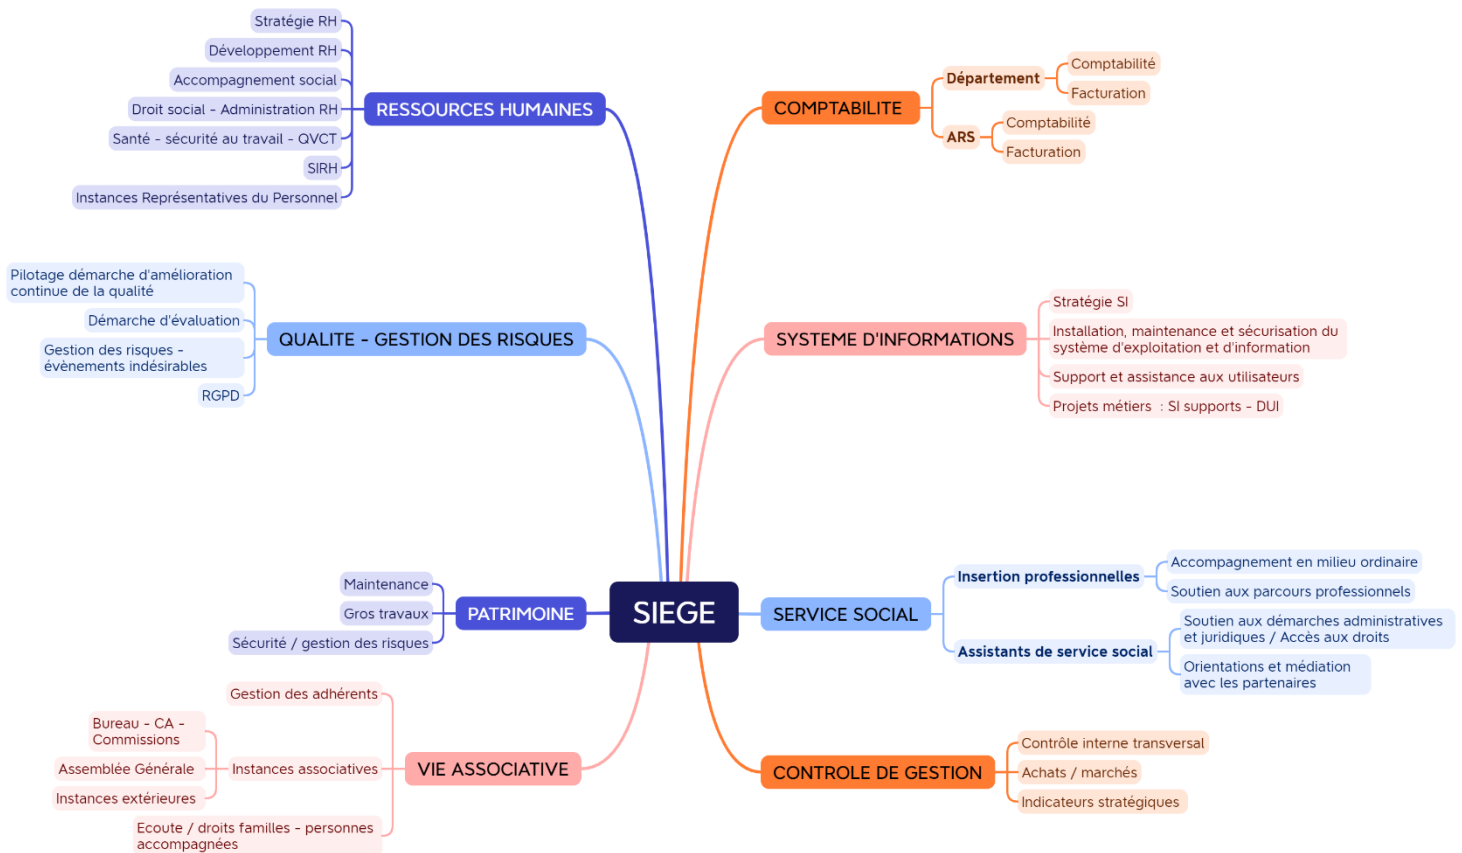 SIEGE
RESSOURCES HUMAINES
Stratégie RH
Développement RH
Accompagnement social
Droit social - Administration RH
Santé - sécurité au travail - QVCT
SIRH
Instances Représentatives du Personnel
QUALITE - GESTION DES RISQUES
Pilotage démarche d'amélioration
continue de la qualité
Démarche d'évaluation
Gestion des risques -
évènements indésirables
RGPD
PATRIMOINE
Maintenance
Gros travaux
Sécurité / gestion des risques
VIE ASSOCIATIVE
Gestion des adhérents
Instances associatives
Bureau - CA -
Commissions
Assemblée Générale
Instances extérieures
Ecoute / droits familles - personnes
accompagnées
COMPTABILITE
Département
Comptabilité
Facturation
ARS
Comptabilité
Facturation
SYSTEME D'INFORMATIONS
Stratégie SI
Installation, maintenance et sécurisation du
système d'exploitation et d'information
Support et assistance aux utilisateurs
Projets métiers : SI supports - DUI
SERVICE SOCIAL
Insertion professionnelles
Accompagnement en milieu ordinaire
Soutien aux parcours professionnels
Assistants de service social
Soutien aux démarches administratives
et juridiques / Accès aux droits
Orientations et médiation
avec les partenaires
CONTROLE DE GESTION
Contrôle interne transversal
Achats / marchés
Indicateurs stratégiques